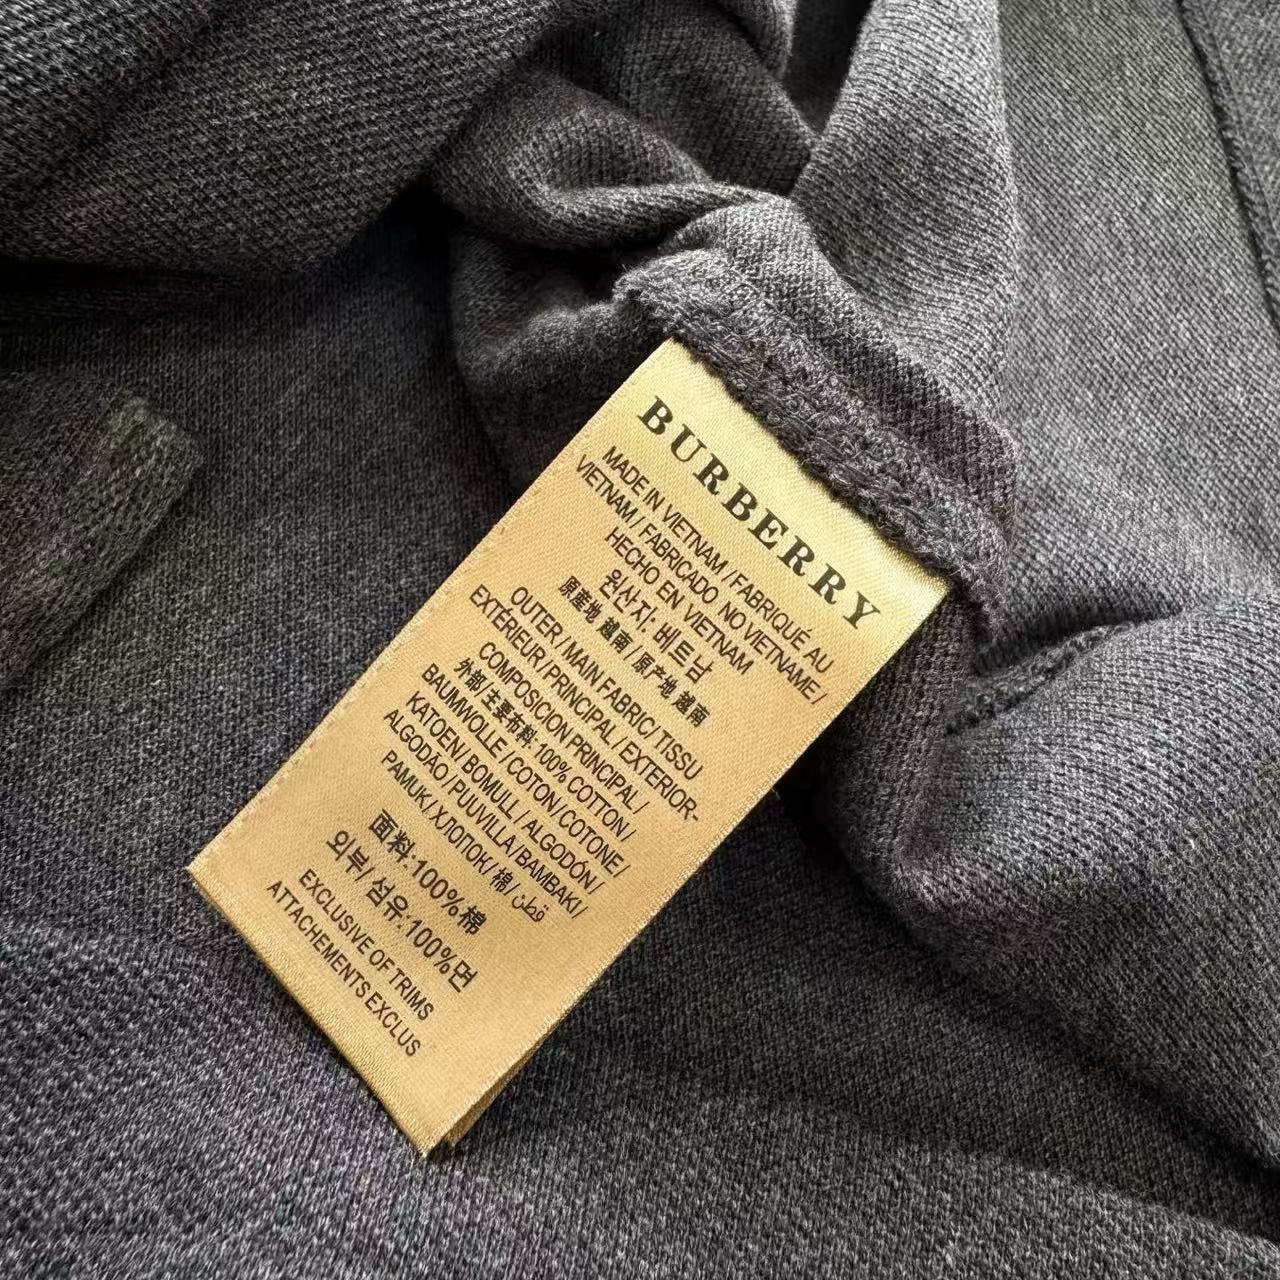 BURBERRY
MADE IN VIETNAM / FABRIQUÉ AU
VIETNAM / FABRICADO NO VIETNAME /
HECHO EN VIETNAM
원산지: 베트남
原產地 越南 / 原产地 越南
OUTER / MAIN FABRIC / TISSU
EXTÉRIEUR / PRINCIPAL / EXTERIOR-
COMPOSICION PRINCIPAL /
外部 / 主要布料: 100% COTTON /
BAUMWOLLE / COTON / COTONE /
KATOEN / BOMULL / ALGODÓN /
ALGODÃO / PUUVILLA / BAMBAKI /
PAMUK / ХЛОПОК / 棉 / قطن
面料:100%棉
외부/ 섬유:100%면
EXCLUSIVE OF TRIMS
ATTACHEMENTS EXCLUS